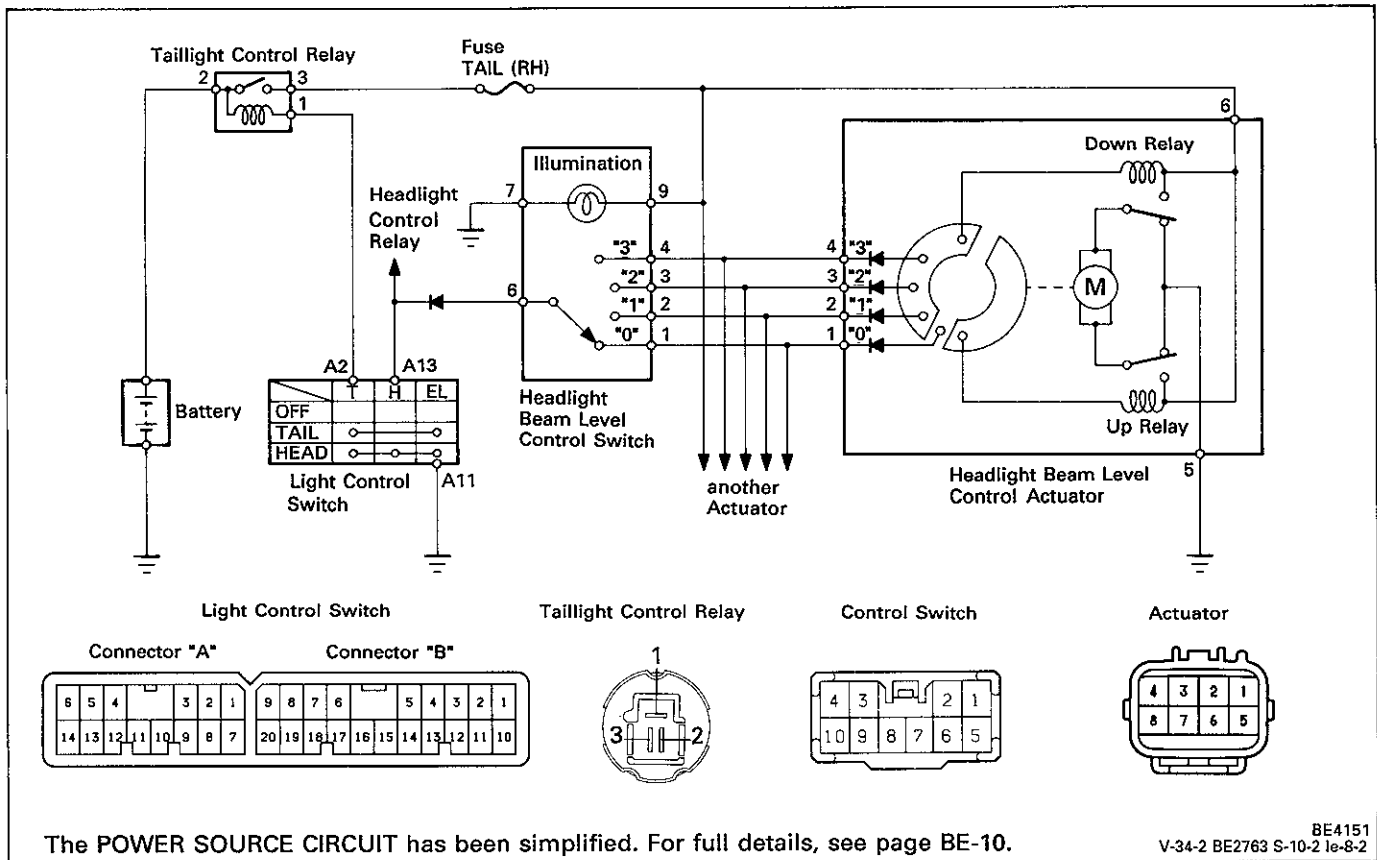 Taillight Control Relay
Fuse
TAIL (RH)
2
3
1
6
Down Relay
Illumination
7
9
Headlight
Control
Relay
"3"
4
4
"3"
"2"
3
3
"2"
6
"1"
2
2
"1"
"0"
1
1
"0"
M
A2
A13
T
H
EL
OFF
TAIL
HEAD
Battery
A11
Light Control
Switch
Headlight
Beam Level
Control Switch
another
Actuator
Up Relay
5
Headlight Beam Level
Control Actuator
Light Control Switch
Taillight Control Relay
Control Switch
Actuator
Connector "A"
Connector "B"
6 5 4 3 2 1
14 13 12 11 10 9 8 7
9 8 7 6 5 4 3 2 1
20 19 18 17 16 15 14 13 12 11 10
1
3
2
4 3 2 1
10 9 8 7 6 5
4 3 2 1
8 7 6 5
The POWER SOURCE CIRCUIT has been simplified. For full details, see page BE-10.
BE4151
V-34-2 BE2763 S-10-2 le-8-2